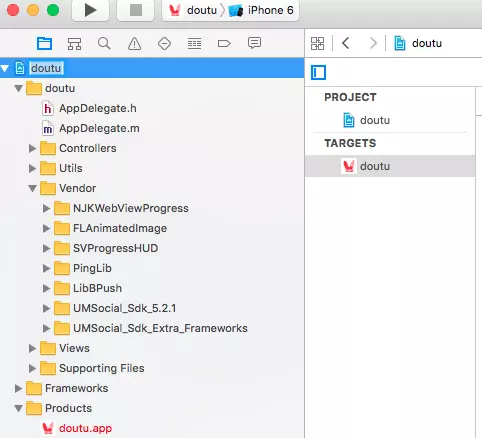 doutu iPhone 6
doutu
doutu
AppDelegate.h
AppDelegate.m
Controllers
Utils
Vendor
NJKWebViewProgress
FLAnimatedImage
SVProgressHUD
PingLib
LibBPush
UMSocial_Sdk_5.2.1
UMSocial_Sdk_Extra_Frameworks
Views
Supporting Files
Frameworks
Products
doutu.app
doutu
PROJECT
doutu
TARGETS
doutu